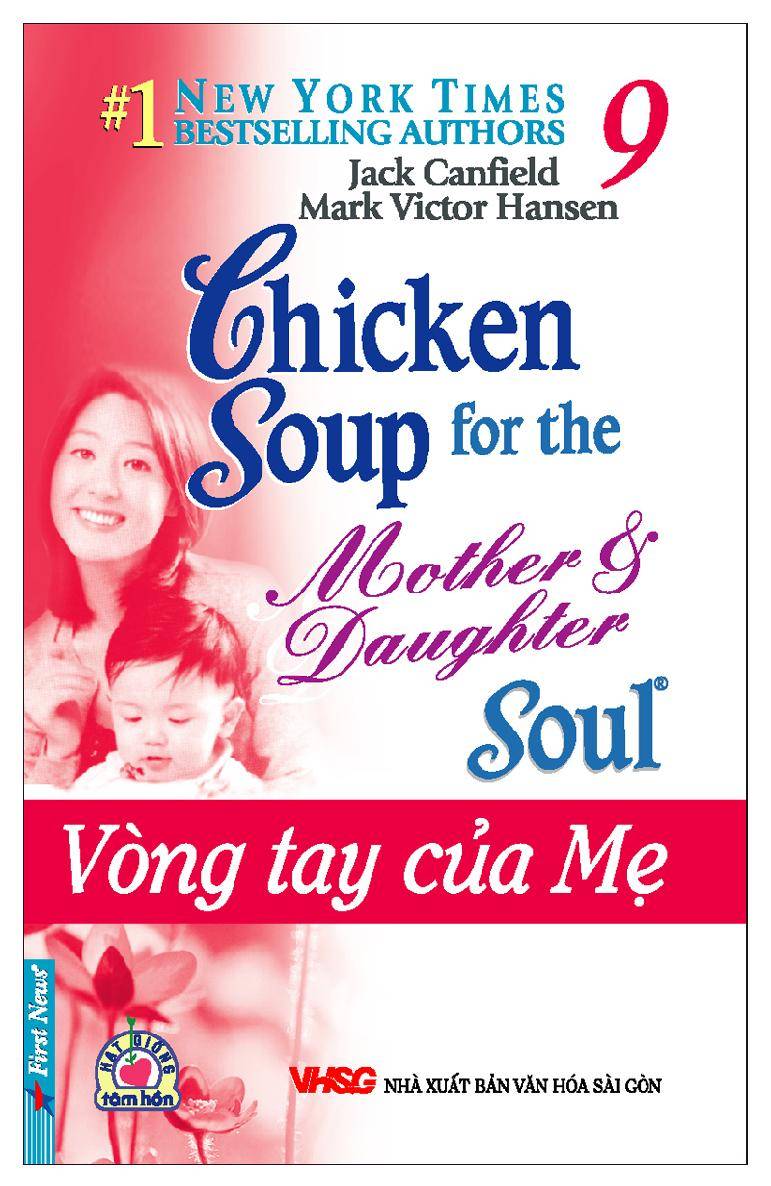 #1 NEW YORK TIMES
BESTSELLING AUTHORS
9
Jack Canfield
Mark Victor Hansen
Chicken
Soup for the
Mother &
Daughter
Soul®
Vòng tay của Mẹ
First News®
HẠT GIỐNG
tâm hồn
VHSG NHÀ XUẤT BẢN VĂN HÓA SÀI GÒN